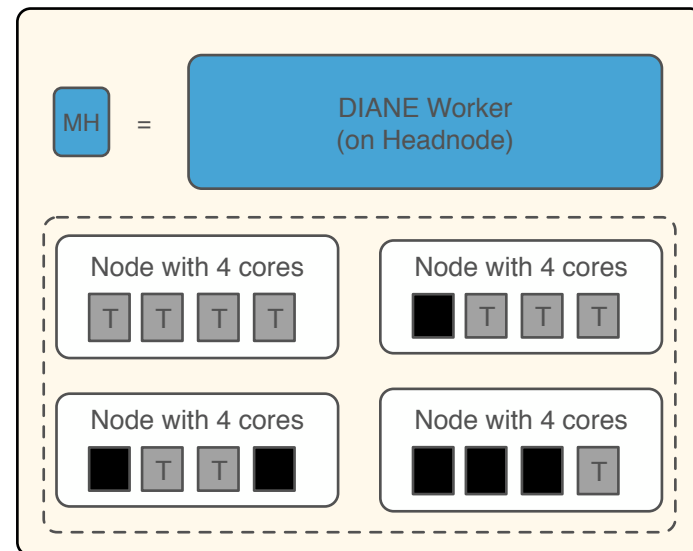 MH = DIANE Worker
(on Headnode)
Node with 4 cores
T T T T
Node with 4 cores
T T T
Node with 4 cores
T T
Node with 4 cores
T